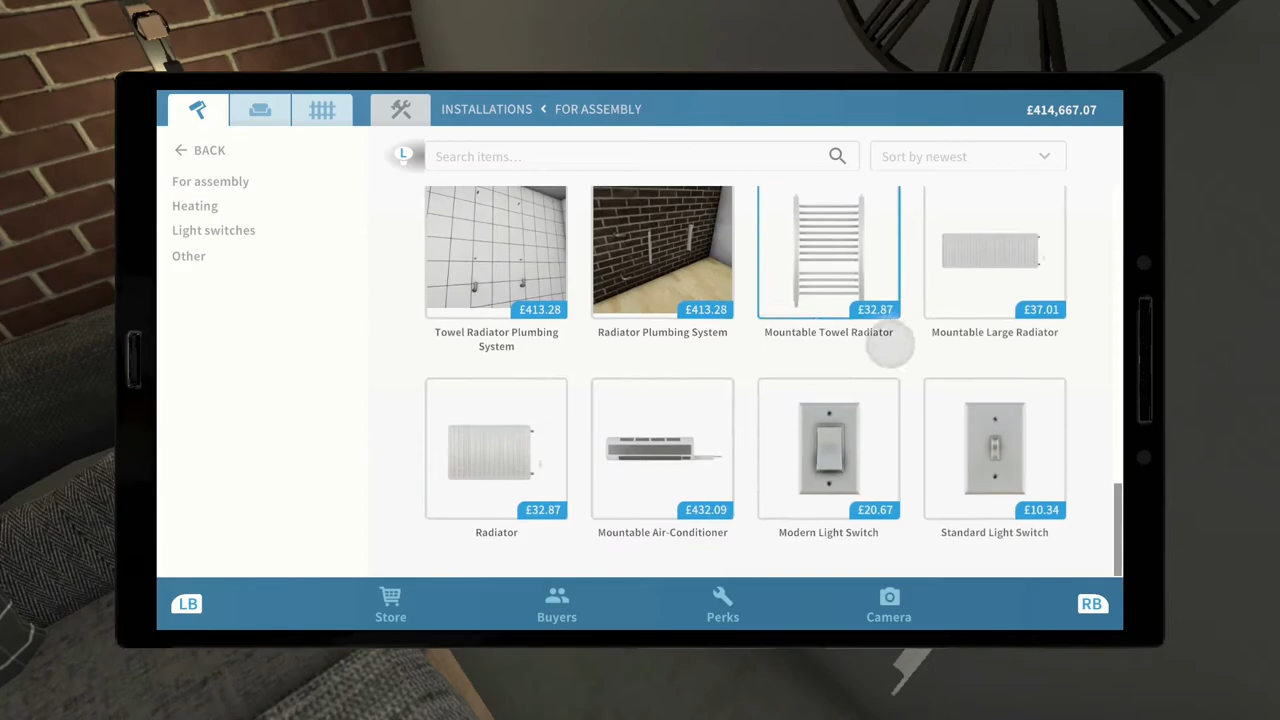 INSTALLATIONS < FOR ASSEMBLY
£414,667.07
BACK
For assembly
Heating
Light switches
Other
L
Search items...
Sort by newest
£413.28
£413.28
£32.87
£37.01
Towel Radiator Plumbing
System
Radiator Plumbing System
Mountable Towel Radiator
Mountable Large Radiator
£32.87
£432.09
£20.67
£10.34
Radiator
Mountable Air-Conditioner
Modern Light Switch
Standard Light Switch
LB
Store
Buyers
Perks
Camera
RB